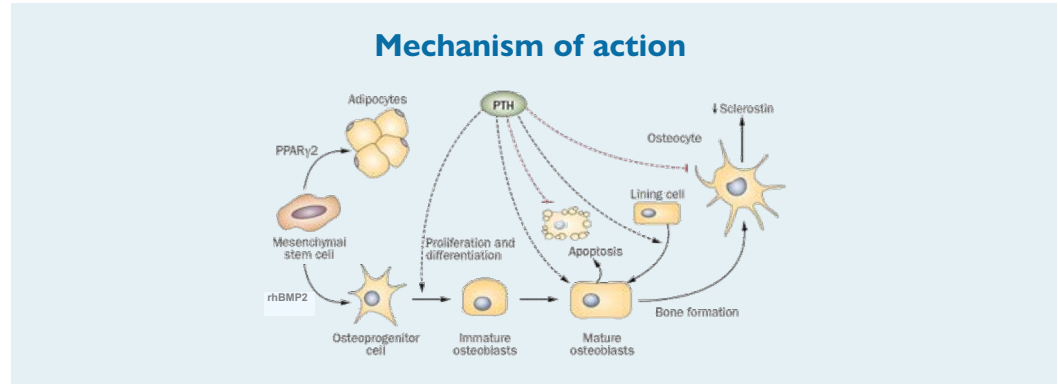 Mechanism of action
Adipocytes
PTH
Sclerostin
Osteocyte
PPARγ2
Lining cell
Mesenchymal
stem cell
Proliferation and
differentiation
Apoptosis
rhBMP2
Bone formation
Osteoprogenitor
cell
Immature
osteoblasts
Mature
osteoblasts